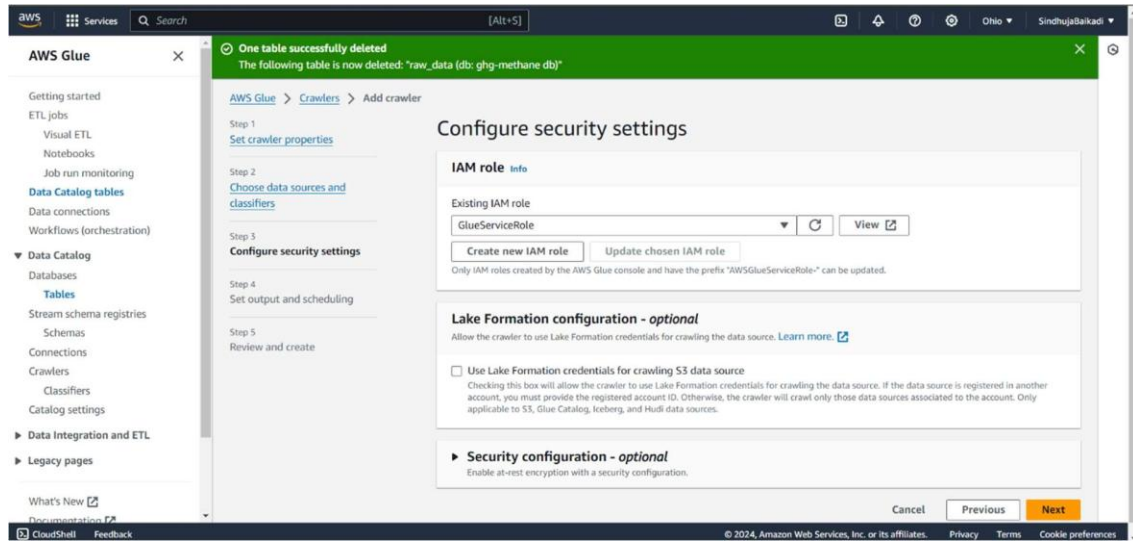 aws
Services
Search
[Alt+S]
Ohio
SindhujaBaikadi
AWS Glue
Getting started
ETL jobs
Visual ETL
Notebooks
Job run monitoring
Data Catalog tables
Data connections
Workflows (orchestration)
Data Catalog
Databases
Tables
Stream schema registries
Schemas
Connections
Crawlers
Classifiers
Catalog settings
Data Integration and ETL
Legacy pages
What's New
Documentation
One table successfully deleted
The following table is now deleted: "raw_data (db: ghg-methane db)"
AWS Glue > Crawlers > Add crawler
Step 1
Set crawler properties
Step 2
Choose data sources and
classifiers
Step 3
Configure security settings
Step 4
Set output and scheduling
Step 5
Review and create
Configure security settings
IAM role Info
Existing IAM role
GlueServiceRole
View
Create new IAM role
Update chosen IAM role
Only IAM roles created by the AWS Glue console and have the prefix "AWSGlueServiceRole-" can be updated.
Lake Formation configuration - optional
Allow the crawler to use Lake Formation credentials for crawling the data source. Learn more.
Use Lake Formation credentials for crawling S3 data source
Checking this box will allow the crawler to use Lake Formation credentials for crawling the data source. If the data source is registered in another
account, you must provide the registered account ID. Otherwise, the crawler will crawl only those data sources associated to the account. Only
applicable to S3, Glue Catalog, Iceberg, and Hudi data sources.
Security configuration - optional
Enable at-rest encryption with a security configuration.
Cancel
Previous
Next
CloudShell
Feedback
© 2024, Amazon Web Services, Inc. or its affiliates.
Privacy
Terms
Cookie preferences